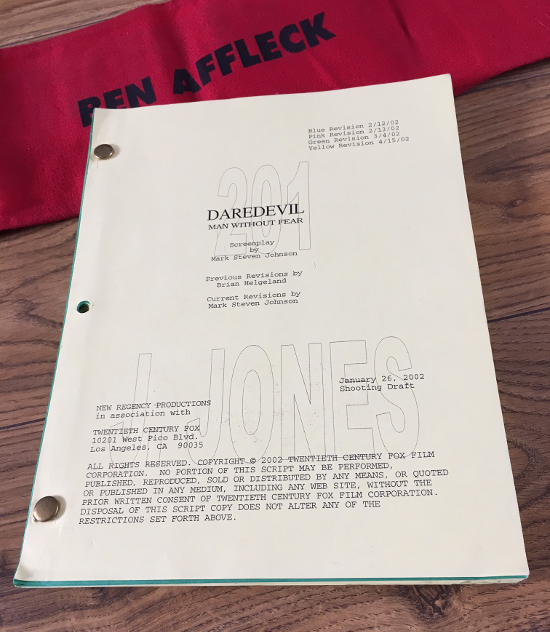 BEN AFFLECK
Blue Revision 2/12/02
Pink Revision 2/13/02
Green Revision 3/4/02
Yellow Revision 4/15/02
201
DAREDEVIL
MAN WITHOUT FEAR
Screenplay
by
Mark Steven Johnson
Previous Revisions by
Brian Helgeland
Current Revisions by
Mark Steven Johnson
J. JONES
January 26, 2002
Shooting Draft
NEW REGENCY PRODUCTIONS
in association with
TWENTIETH CENTURY FOX
10201 West Pico Blvd.
Los Angeles, CA 90035
ALL RIGHTS RESERVED. COPYRIGHT © 2002 TWENTIETH CENTURY FOX FILM
CORPORATION. NO PORTION OF THIS SCRIPT MAY BE PERFORMED,
PUBLISHED, REPRODUCED, SOLD OR DISTRIBUTED BY ANY MEANS, OR QUOTED
OR PUBLISHED IN ANY MEDIUM, INCLUDING ANY WEB SITE, WITHOUT THE
PRIOR WRITTEN CONSENT OF TWENTIETH CENTURY FOX FILM CORPORATION.
DISPOSAL OF THIS SCRIPT COPY DOES NOT ALTER ANY OF THE
RESTRICTIONS SET FORTH ABOVE.